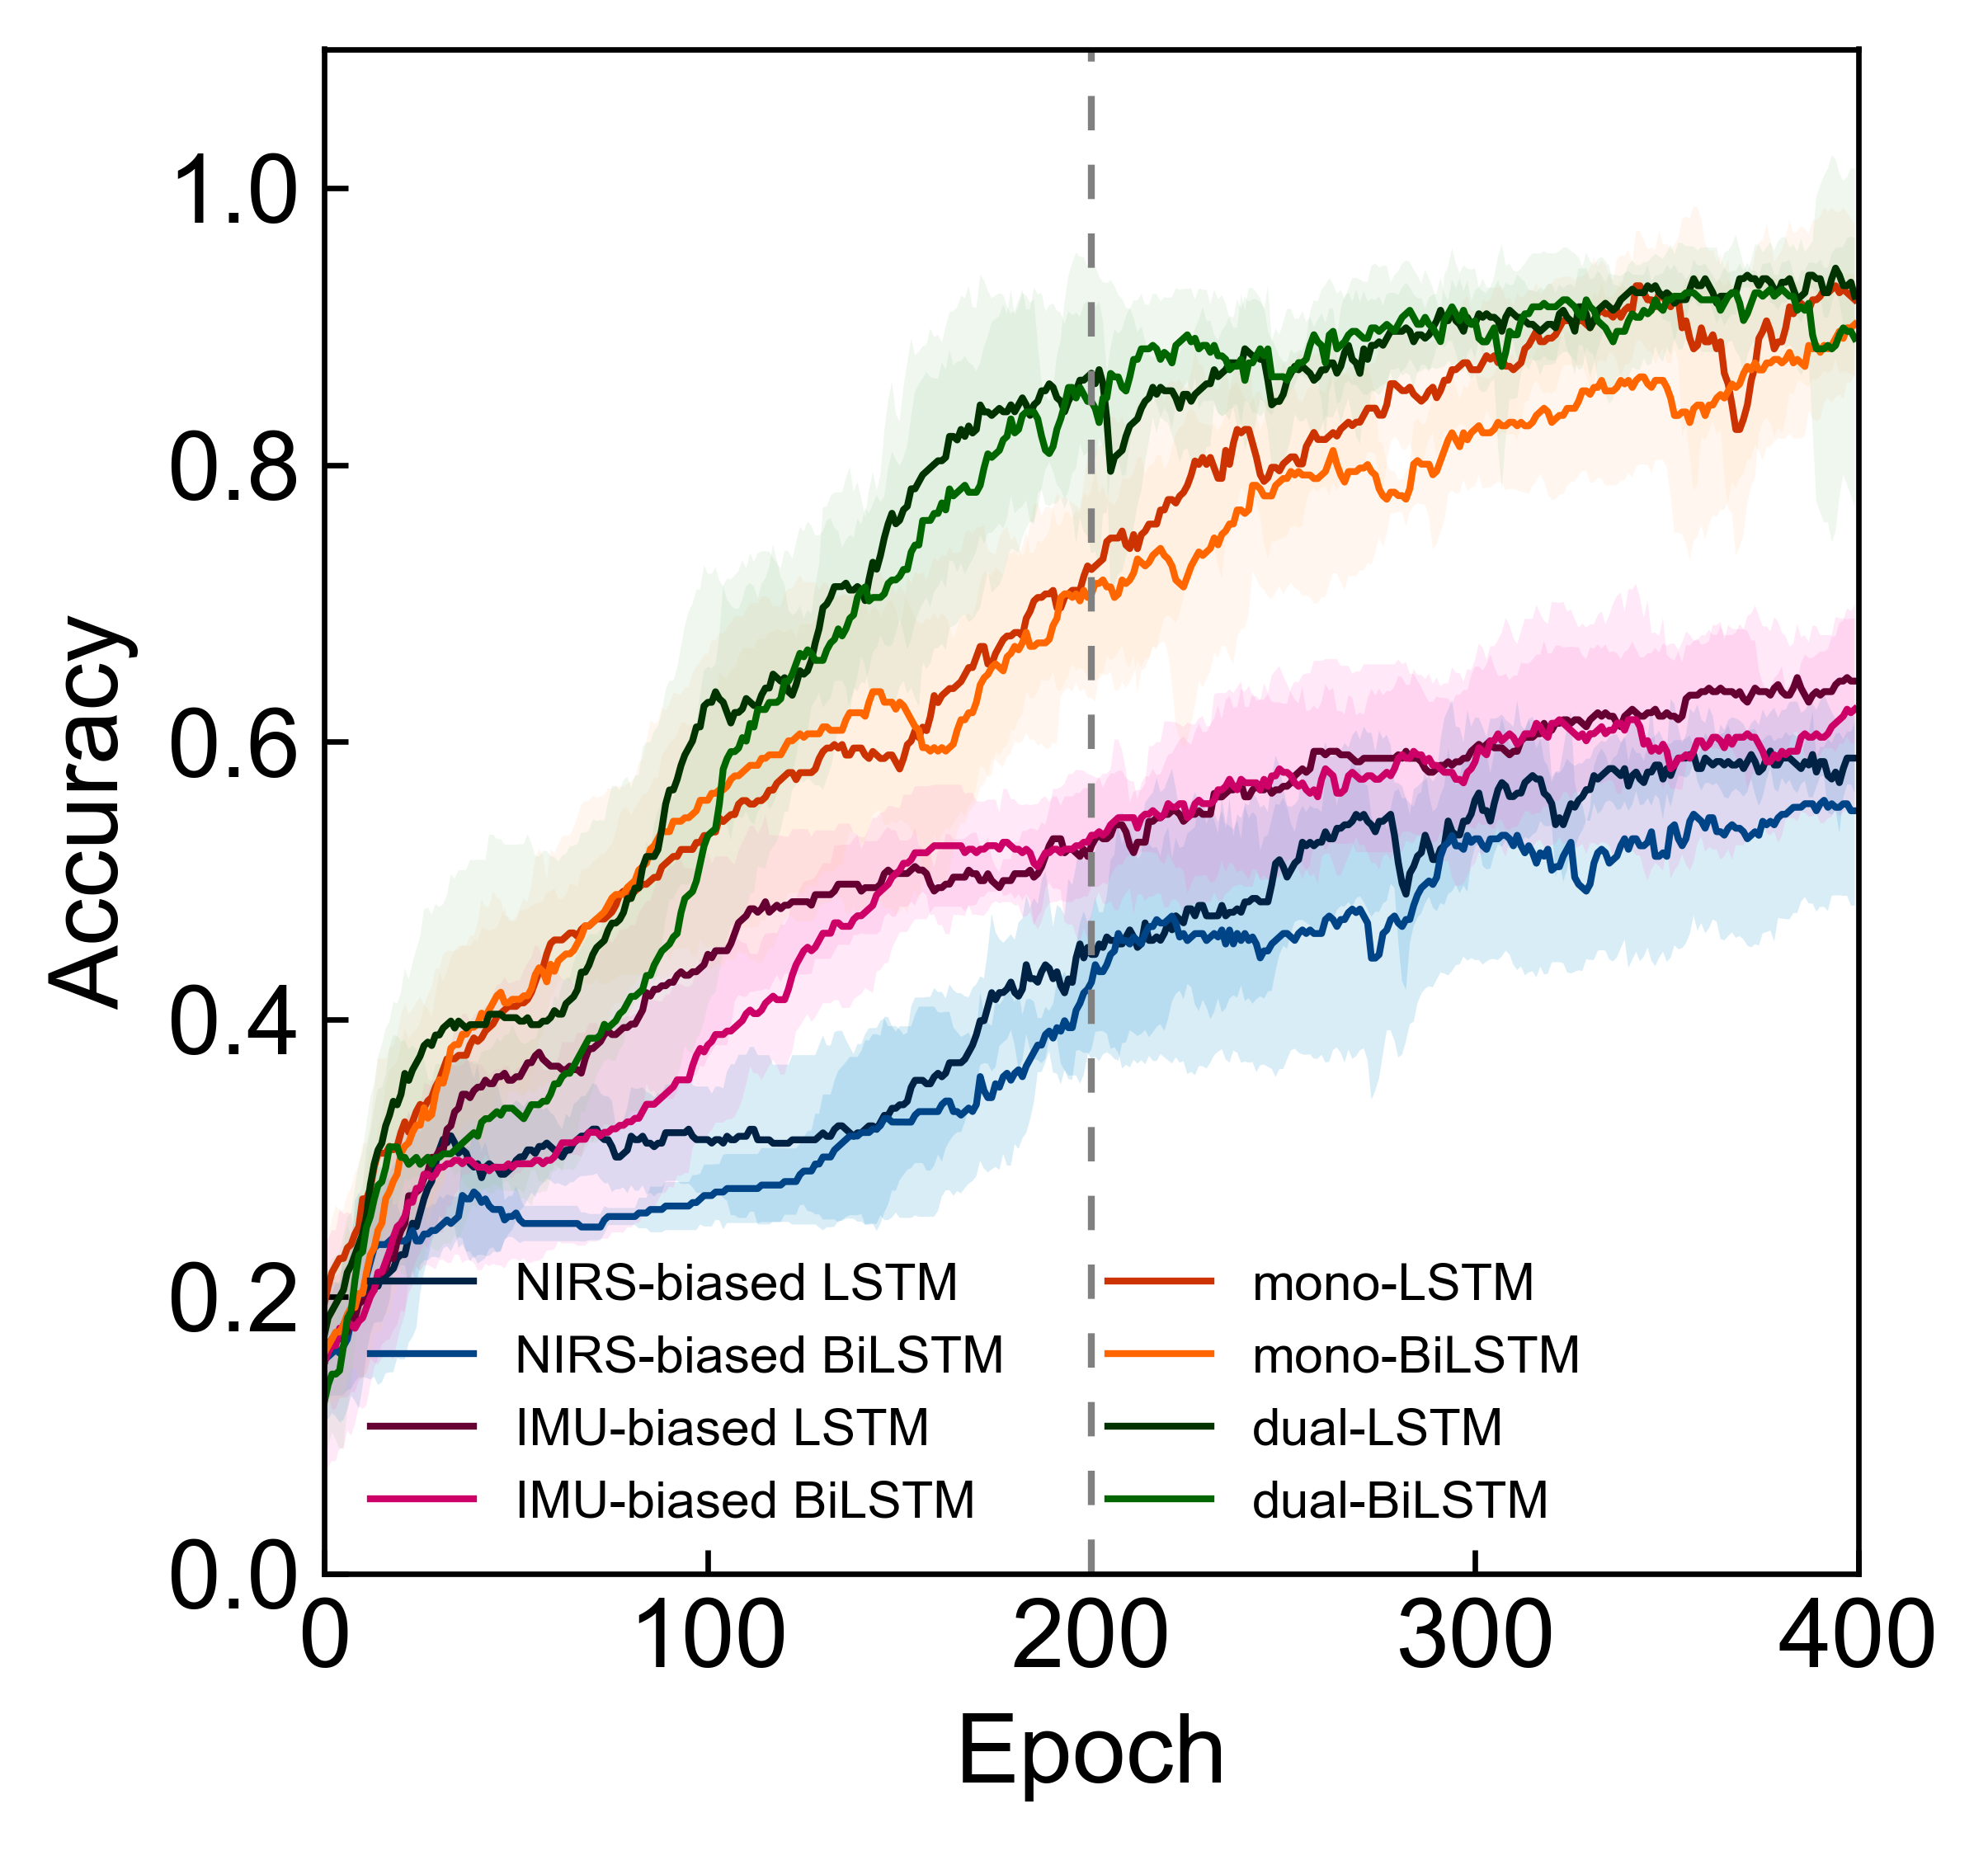 1.0
0.8
0.6
0.4
0.2
0.0
Accuracy
NIRS-biased LSTM
NIRS-biased BiLSTM
IMU-biased LSTM
IMU-biased BiLSTM
mono-LSTM
mono-BiLSTM
dual-LSTM
dual-BiLSTM
0 100 200 300 400
Epoch